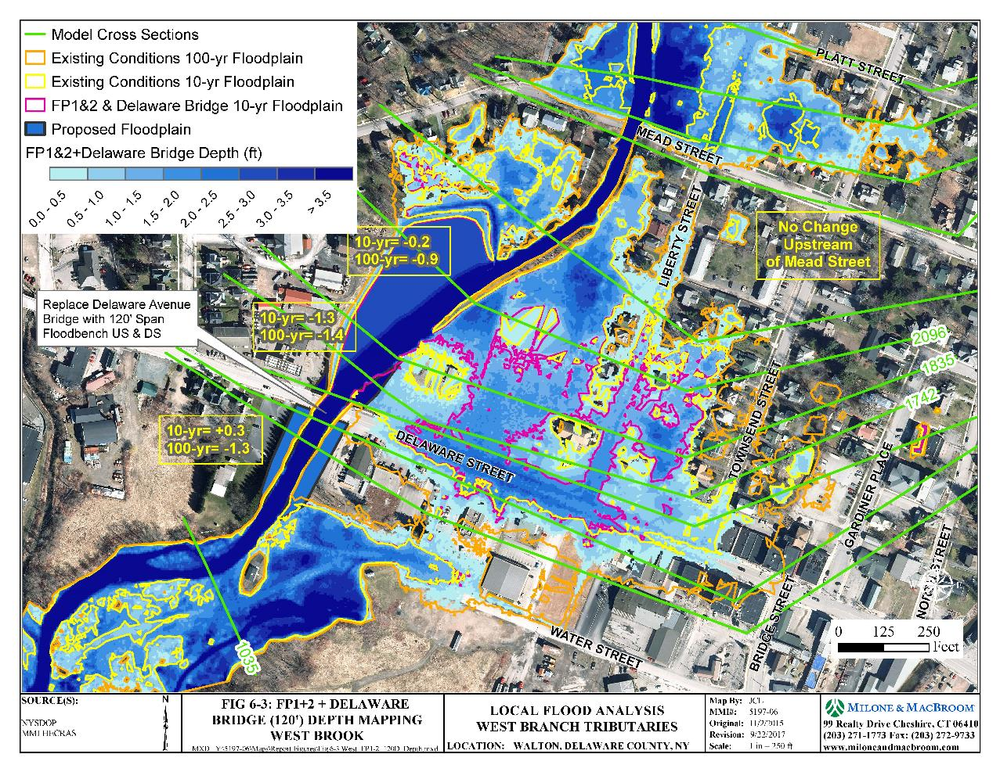 Model Cross Sections
Existing Conditions 100-yr Floodplain
Existing Conditions 10-yr Floodplain
FP1&2 & Delaware Bridge 10-yr Floodplain
Proposed Floodplain
FP1&2+Delaware Bridge Depth (ft)
0.0 - 0.5
0.5 - 1.0
1.0 - 1.5
1.5 - 2.0
2.0 - 2.5
2.5 - 3.0
3.0 - 3.5
> 3.5
PLATT STREET
MEAD STREET
LIBERTY STREET
No Change
Upstream
of Mead Street
10-yr= -0.2
100-yr= -0.9
Replace Delaware Avenue
Bridge with 120' Span
Floodbench US & DS
10-yr= -1.3
100-yr= -1.4
2096
1835
1742
10-yr= +0.3
100-yr= -1.3
DELAWARE STREET
TOWNSEND STREET
GARDINER PLACE
NORTH STREET
BRIDGE STREET
WATER STREET
1035
0 125 250
Feet
SOURCE(S):
NYSDOP
MMI HECRAS
N
FIG 6-3: FP1+2 + DELAWARE
BRIDGE (120') DEPTH MAPPING
WEST BROOK
LOCAL FLOOD ANALYSIS
WEST BRANCH TRIBUTARIES
LOCATION: WALTON, DELAWARE COUNTY, NY
Map By: JCL
MMI#: 5197-06
Original: 11/2/2015
Revision: 9/22/2017
Scale: 1 in = 250 ft
MILONE & MACBROOM
99 Realty Drive Cheshire, CT 06410
(203) 271-1773 Fax: (203) 272-9733
www.miloneandmacbroom.com